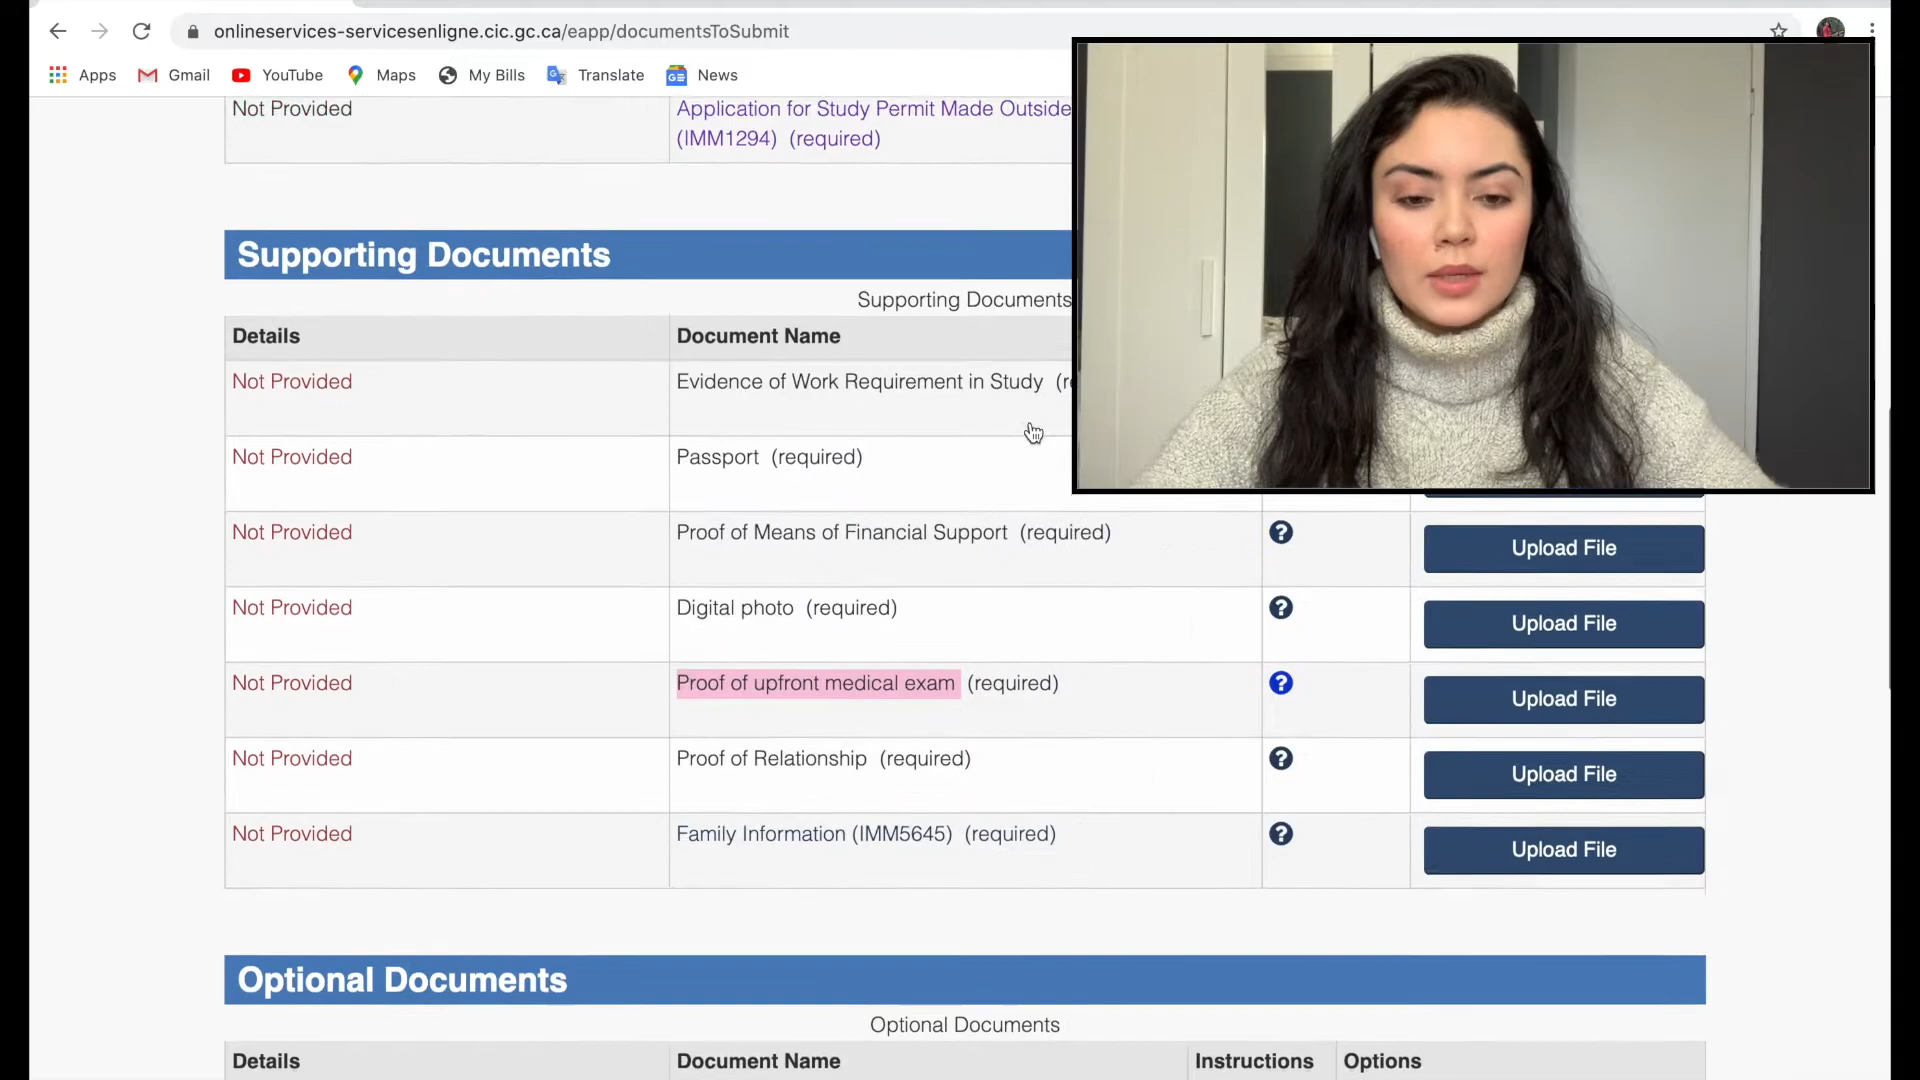 onlineservices-servicesenligne.cic.gc.ca/eapp/documentsToSubmit
Apps Gmail YouTube Maps My Bills Translate News
Not Provided Application for Study Permit Made Outside
(IMM1294) (required)
Supporting Documents
Supporting Documents
Details Document Name
Not Provided Evidence of Work Requirement in Study
Not Provided Passport (required)
Not Provided Proof of Means of Financial Support (required) ? Upload File
Not Provided Digital photo (required) ? Upload File
Not Provided Proof of upfront medical exam (required) ? Upload File
Not Provided Proof of Relationship (required) ? Upload File
Not Provided Family Information (IMM5645) (required) ? Upload File
Optional Documents
Optional Documents
Details Document Name Instructions Options